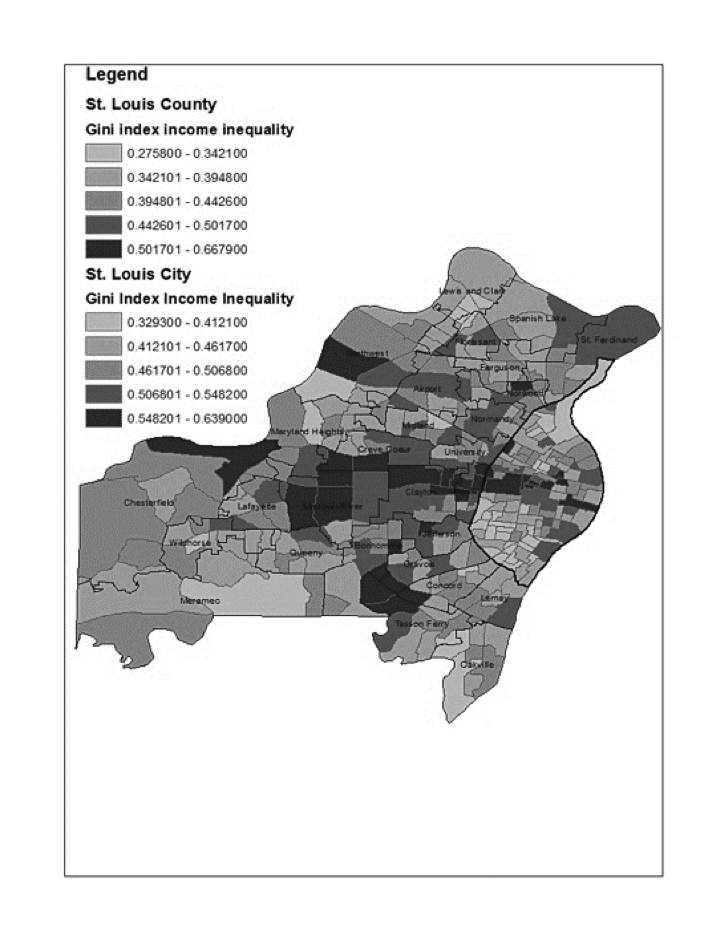 Legend
St. Louis County
Gini index income inequality
0.275800 - 0.342100
0.342101 - 0.394800
0.394801 - 0.442600
0.442601 - 0.501700
0.501701 - 0.667900
St. Louis City
Gini Index Income Inequality
0.329300 - 0.412100
0.412101 - 0.461700
0.461701 - 0.506800
0.506801 - 0.548200
0.548201 - 0.639000
Lewis and Clark
Spanish Lake
St. Ferdinand
Florissant
Northwest
Ferguson
Airport
Norwood
Normandy
Midland
Maryland Heights
Creve Coeur
University
Clayton
Chesterfield
Lafayette
Missouri River
Jefferson
Wildhorse
Bonhomme
Queeny
Gravois
Concord
Meramec
Lemay
Tesson Ferry
Oakville